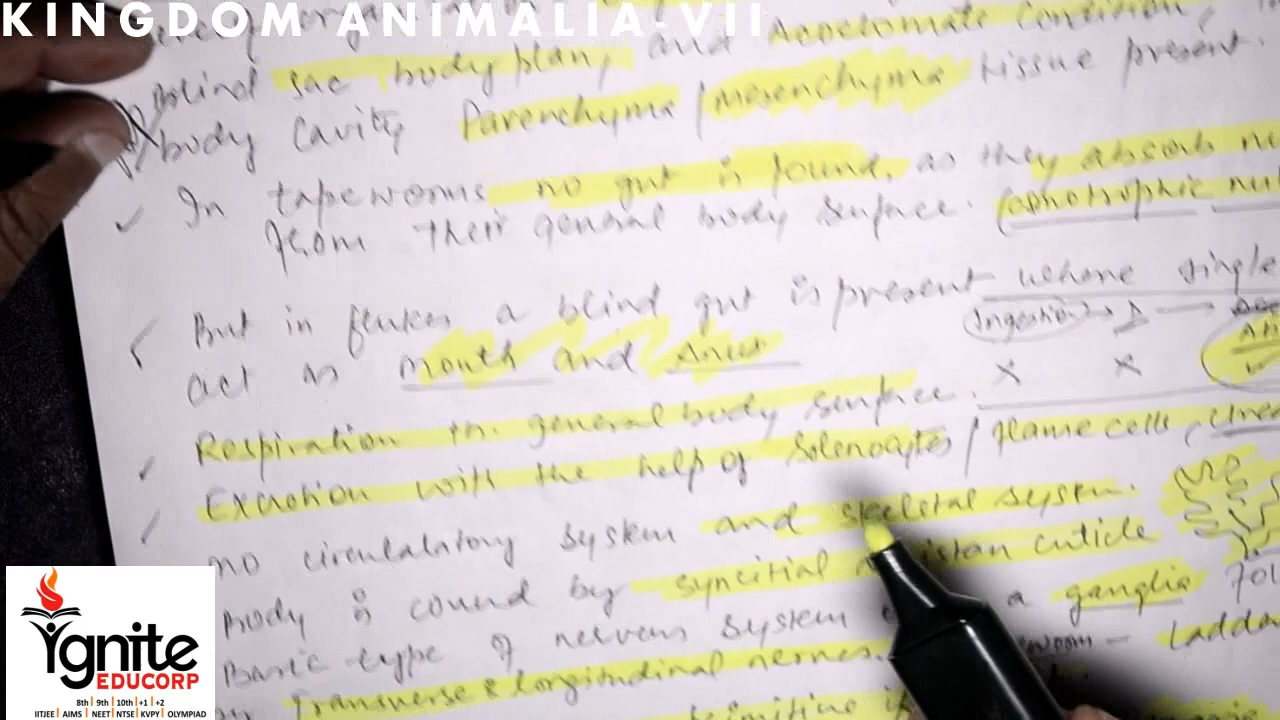 KINGDOM ANIMALIA-VII
Blind sac body plan, and Acoelomate Condition,
body Cavity Parenchyma / Mesenchyma tissue present.
In tapeworms no gut is found, as they absorb
from their general body surface.
But in flukes a blind gut is present where single
Ingestion
act as mouth and Anus
x x
Respiration th. general body surface.
Excretion with the help of Solenocytes / flame cells
no circulalatory system and skeletal system.
Body is coverd by syncitial cuticle
Basic type of nervous system a ganglia
Transverse & longitudinal nerves.
ygnite
EDUCORP
8th | 9th | 10th | +1 | +2
IITJEE | AIMS | NEET | NTSE | KVPY | OLYMPIAD